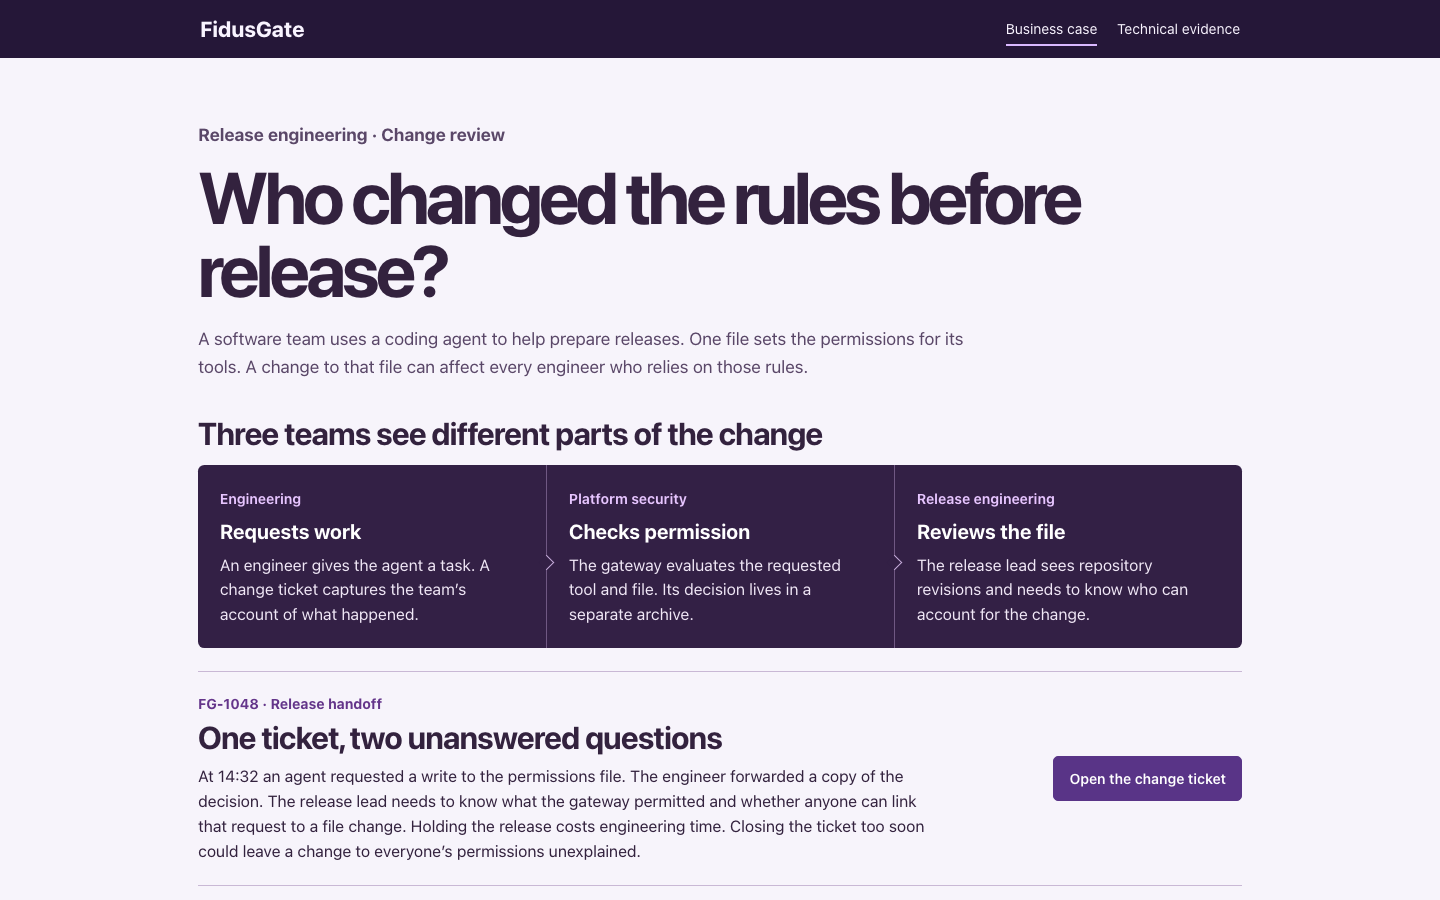 FidusGate
Business case
Technical evidence
Release engineering · Change review
Who changed the rules before
release?
A software team uses a coding agent to help prepare releases. One file sets the permissions for its
tools. A change to that file can affect every engineer who relies on those rules.
Three teams see different parts of the change
Engineering
Requests work
An engineer gives the agent a task. A
change ticket captures the team’s
account of what happened.
Platform security
Checks permission
The gateway evaluates the requested
tool and file. Its decision lives in a
separate archive.
Release engineering
Reviews the file
The release lead sees repository
revisions and needs to know who can
account for the change.
FG-1048 · Release handoff
One ticket, two unanswered questions
At 14:32 an agent requested a write to the permissions file. The engineer forwarded a copy of the
decision. The release lead needs to know what the gateway permitted and whether anyone can link
that request to a file change. Holding the release costs engineering time. Closing the ticket too soon
could leave a change to everyone’s permissions unexplained.
Open the change ticket